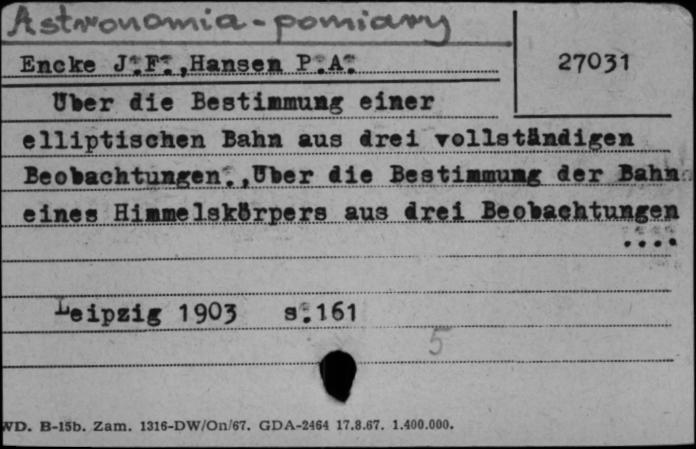 Astronomia - pomiary
Encke J.F., Hansen P.A.
27031
Über die Bestimmung einer
elliptischen Bahn aus drei vollständigen
Beobachtungen., Über die Bestimmung der Bahn
eines Himmelskörpers aus drei Beobachtungen
....
Leipzig 1903 s.161
5
WD. B-15b. Zam. 1316-DW/On/67. GDA-2464 17.8.67. 1.400.000.